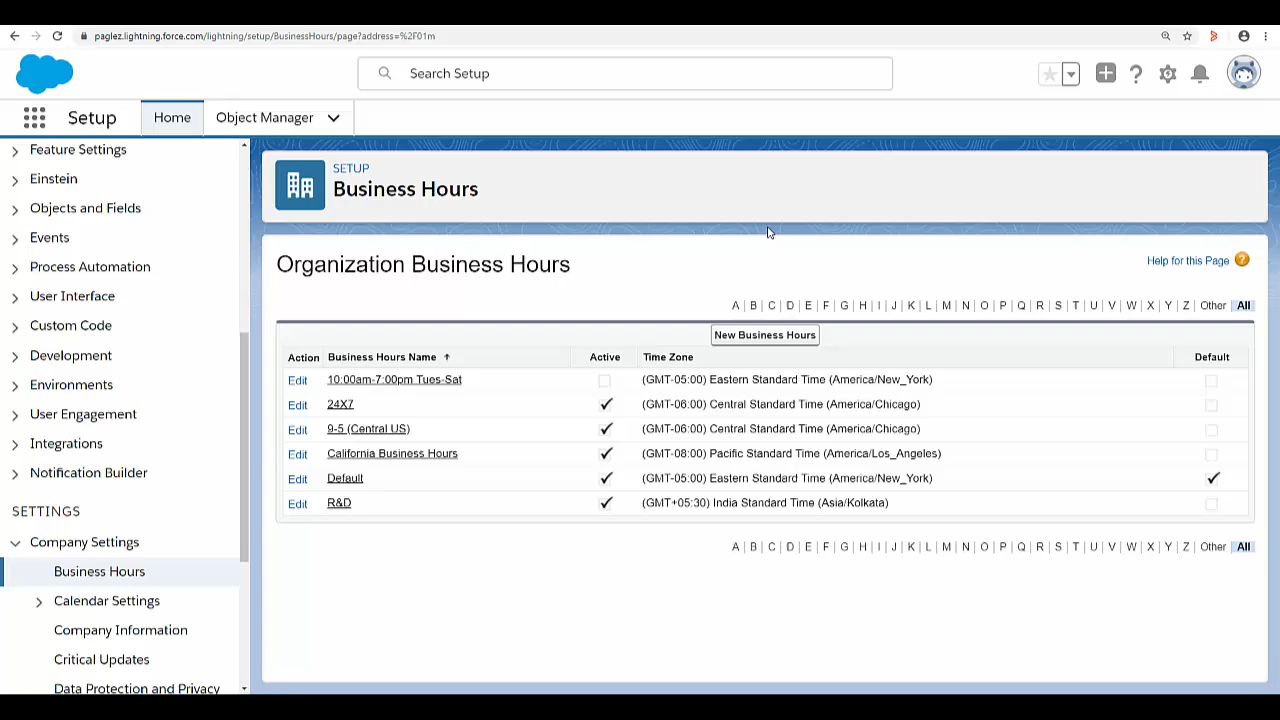 paglez.lightning.force.com/lightning/setup/BusinessHours/page?address=%2F01m
Search Setup
Setup
Home
Object Manager
Feature Settings
Einstein
Objects and Fields
Events
Process Automation
User Interface
Custom Code
Development
Environments
User Engagement
Integrations
Notification Builder
SETTINGS
Company Settings
Business Hours
Calendar Settings
Company Information
Critical Updates
Data Protection and Privacy
SETUP
Business Hours
Organization Business Hours
Help for this Page ?
A | B | C | D | E | F | G | H | I | J | K | L | M | N | O | P | Q | R | S | T | U | V | W | X | Y | Z | Other | All
New Business Hours
Action Business Hours Name Active Time Zone Default
Edit 10:00am-7:00pm Tues-Sat (GMT-05:00) Eastern Standard Time (America/New_York)
Edit 24X7 (GMT-06:00) Central Standard Time (America/Chicago)
Edit 9-5 (Central US) (GMT-06:00) Central Standard Time (America/Chicago)
Edit California Business Hours (GMT-08:00) Pacific Standard Time (America/Los_Angeles)
Edit Default (GMT-05:00) Eastern Standard Time (America/New_York)
Edit R&D (GMT+05:30) India Standard Time (Asia/Kolkata)
A | B | C | D | E | F | G | H | I | J | K | L | M | N | O | P | Q | R | S | T | U | V | W | X | Y | Z | Other | All